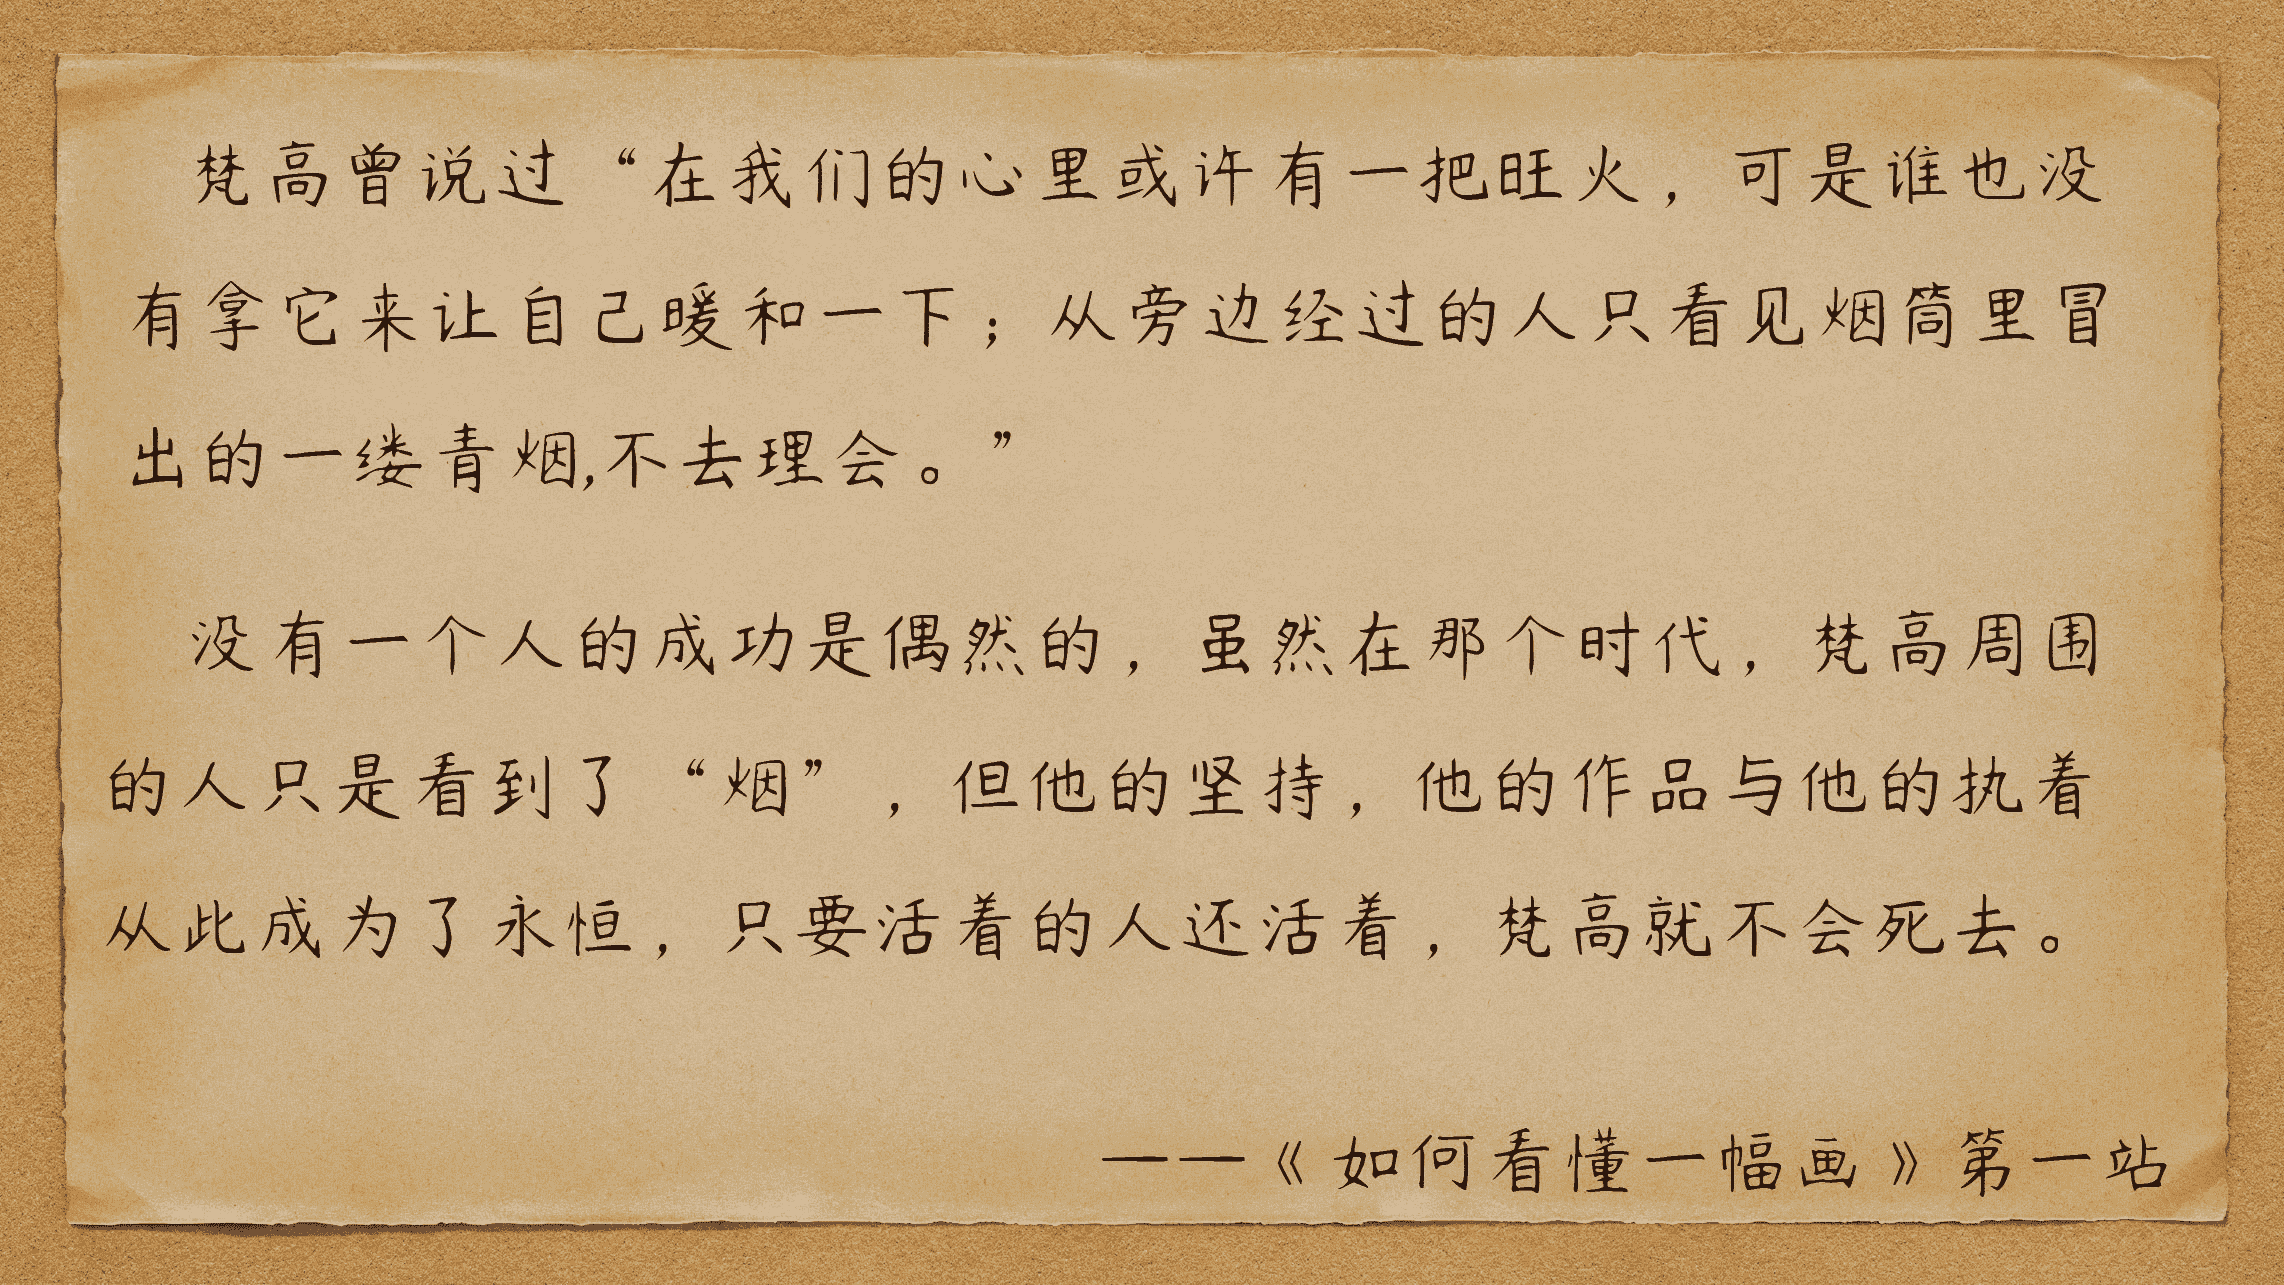 梵高曾说过“在我们的心里或许有一把旺火，可是谁也没
有拿它来让自己暖和一下；从旁边经过的人只看见烟筒里冒
出的一缕青烟,不去理会。”
没有一个人的成功是偶然的，虽然在那个时代，梵高周围
的人只是看到了“烟”，但他的坚持，他的作品与他的执着
从此成为了永恒，只要活着的人还活着，梵高就不会死去。
——《如何看懂一幅画》第一站